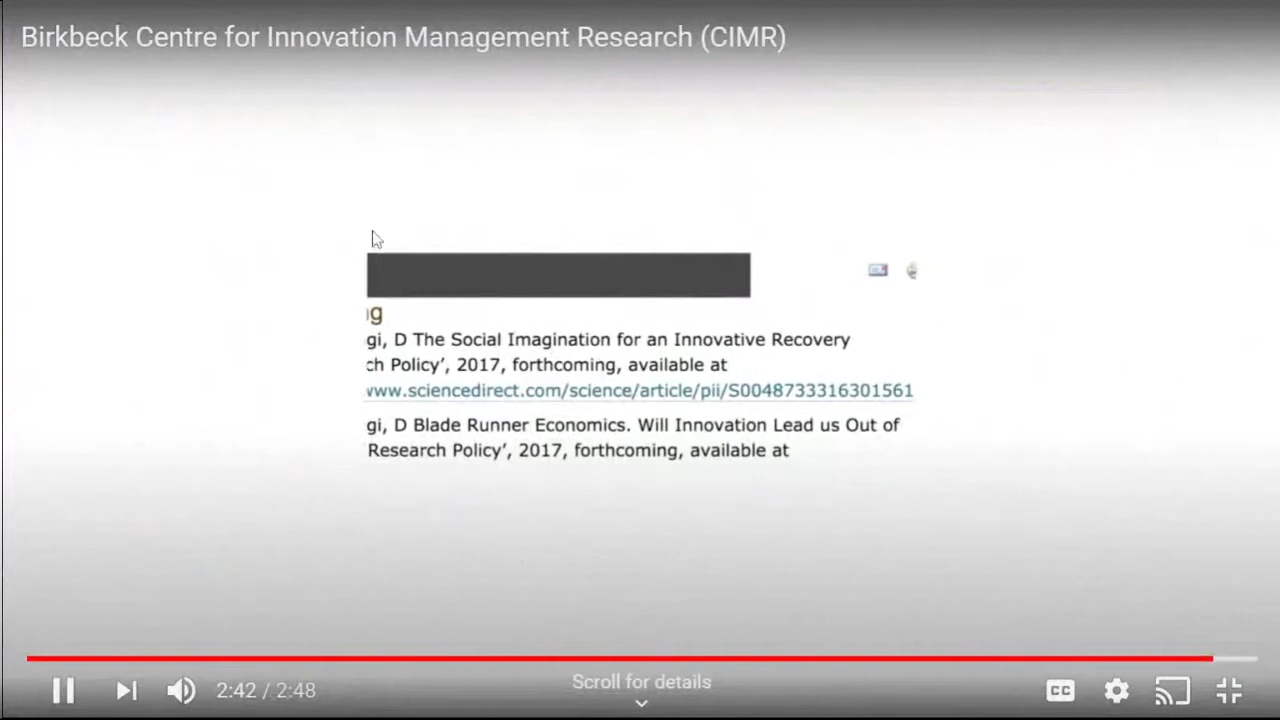 Birkbeck Centre for Innovation Management Research (CIMR)
g
gi, D The Social Imagination for an Innovative Recovery
ch Policy’, 2017, forthcoming, available at
www.sciencedirect.com/science/article/pii/S0048733316301561
gi, D Blade Runner Economics. Will Innovation Lead us Out of
Research Policy’, 2017, forthcoming, available at
2:42 / 2:48
Scroll for details
CC